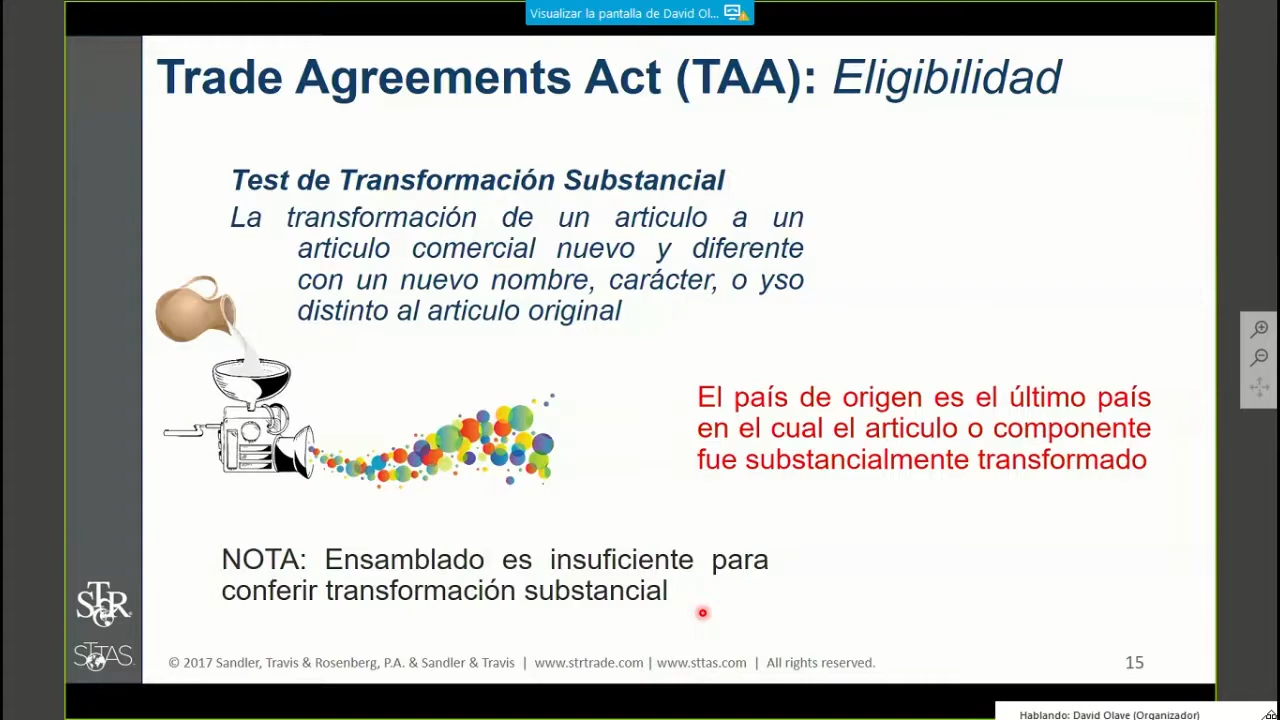 Visualizar la pantalla de David Ol...
Trade Agreements Act (TAA): Eligibilidad
Test de Transformación Substancial
La transformación de un articulo a un
articulo comercial nuevo y diferente
con un nuevo nombre, carácter, o yso
distinto al articulo original
El país de origen es el último país
en el cual el articulo o componente
fue substancialmente transformado
NOTA: Ensamblado es insuficiente para
conferir transformación substancial
STR
STTAS
© 2017 Sandler, Travis & Rosenberg, P.A. & Sandler & Travis | www.strtrade.com | www.sttas.com | All rights reserved.
15
Hablando: David Olave (Organizador)